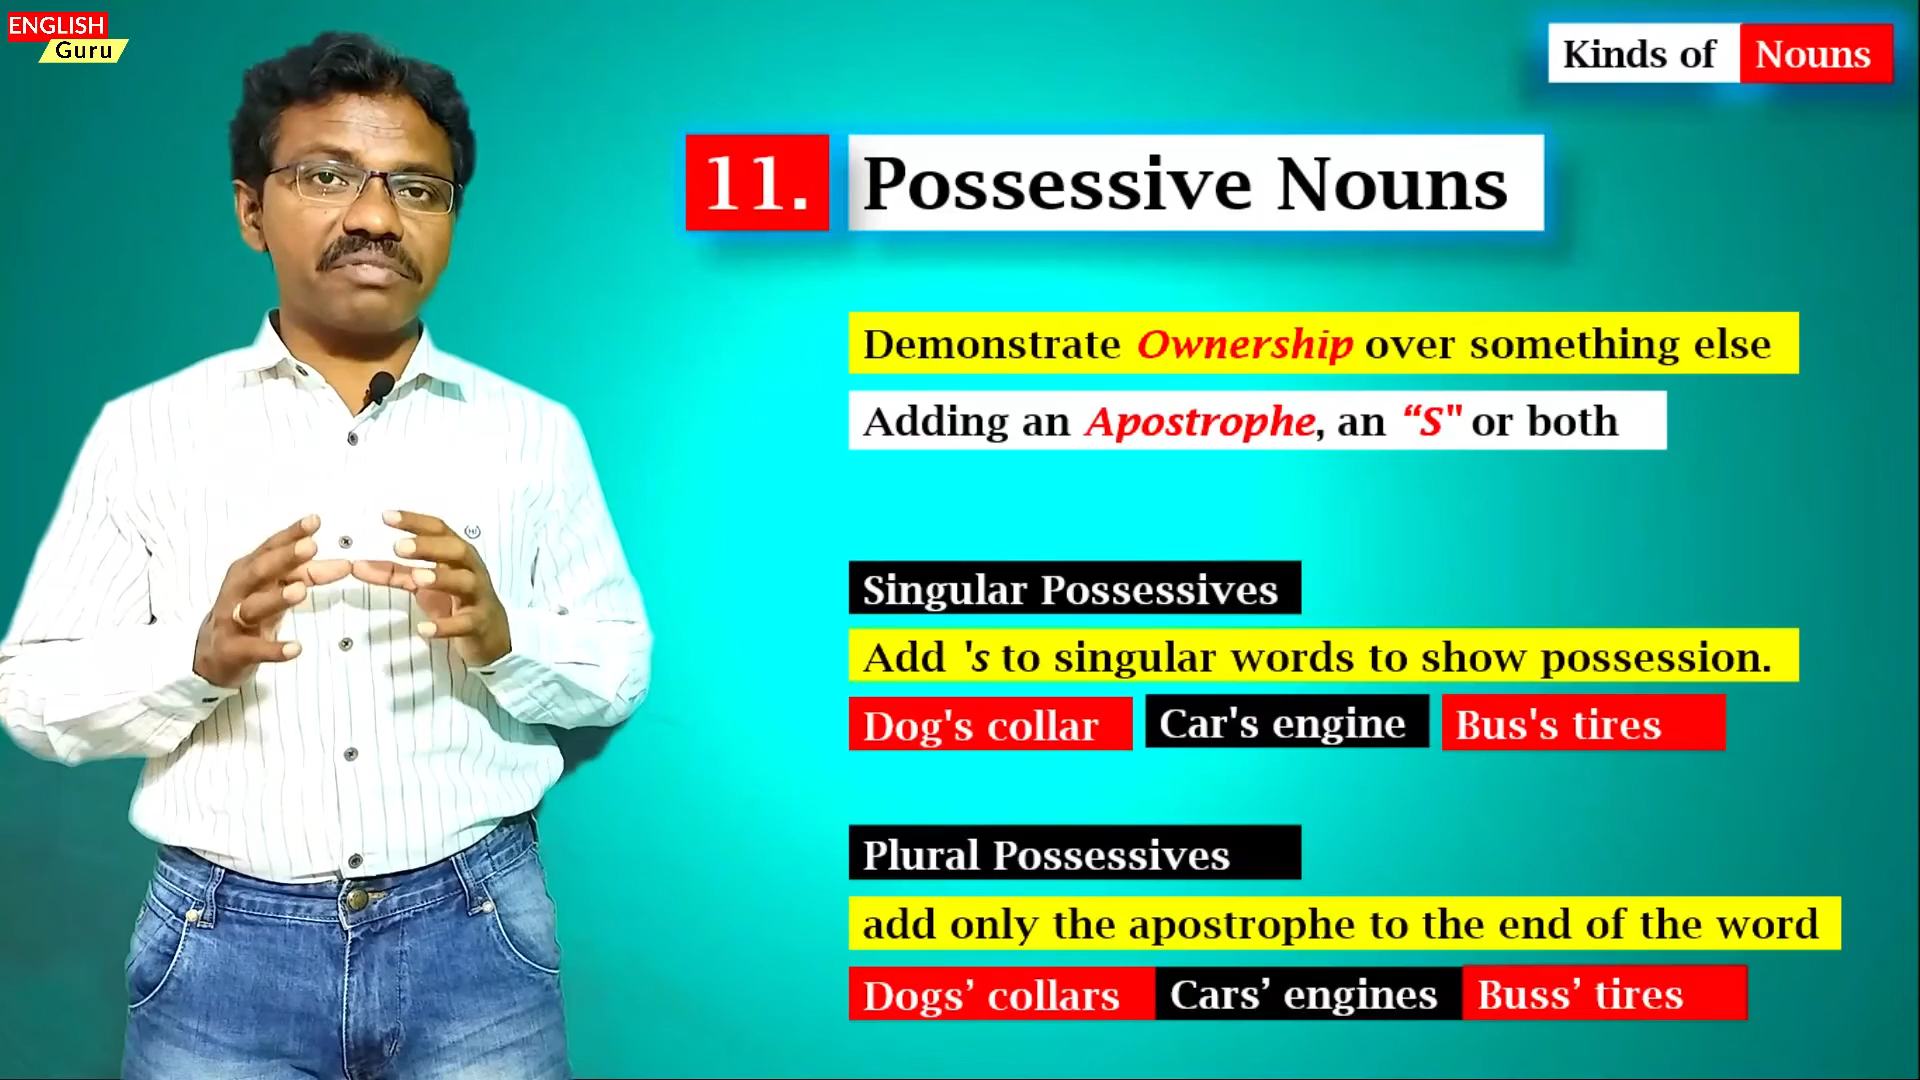 ENGLISH
Guru
Kinds of Nouns
11. Possessive Nouns
Demonstrate Ownership over something else
Adding an Apostrophe, an “S" or both
Singular Possessives
Add 's to singular words to show possession.
Dog's collar Car's engine Bus's tires
Plural Possessives
add only the apostrophe to the end of the word
Dogs’ collars Cars’ engines Buss’ tires